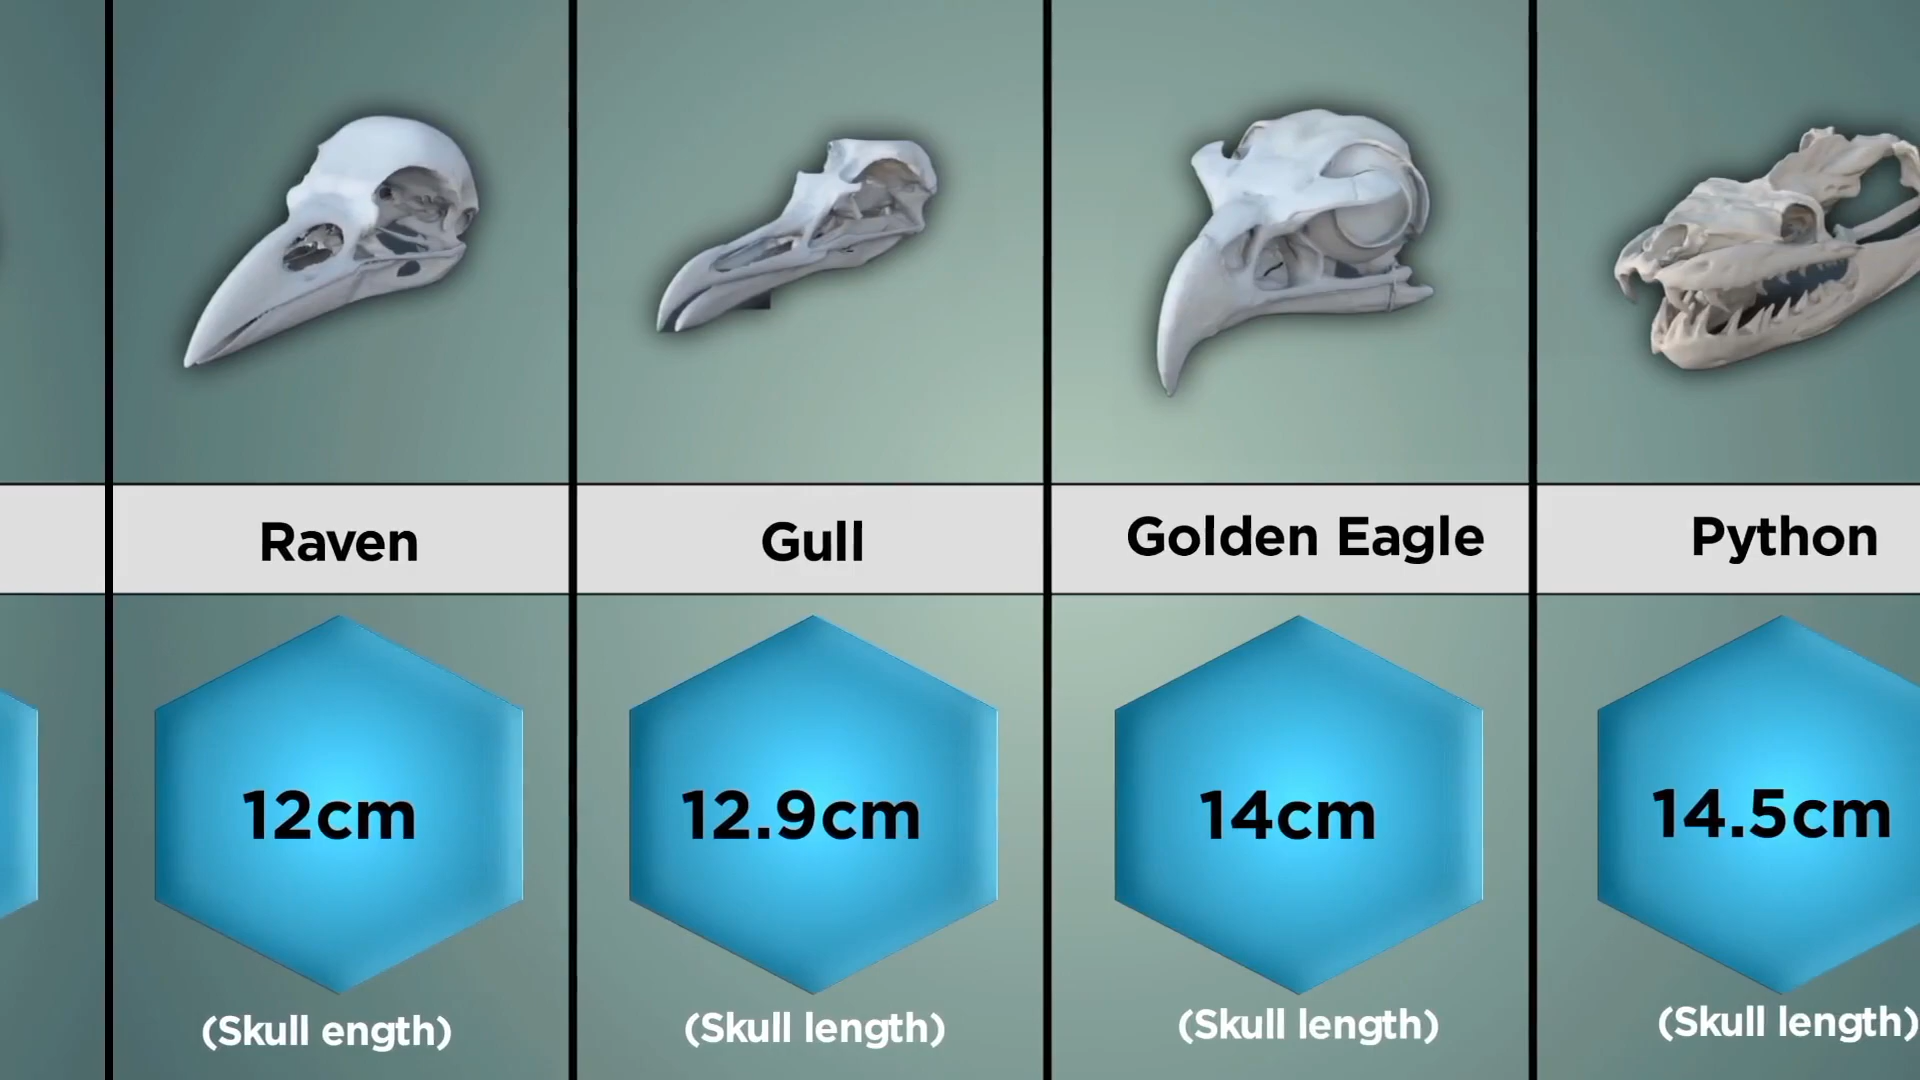 Raven
Gull
Golden Eagle
Python
12cm
12.9cm
14cm
14.5cm
(Skull ength)
(Skull length)
(Skull length)
(Skull length)